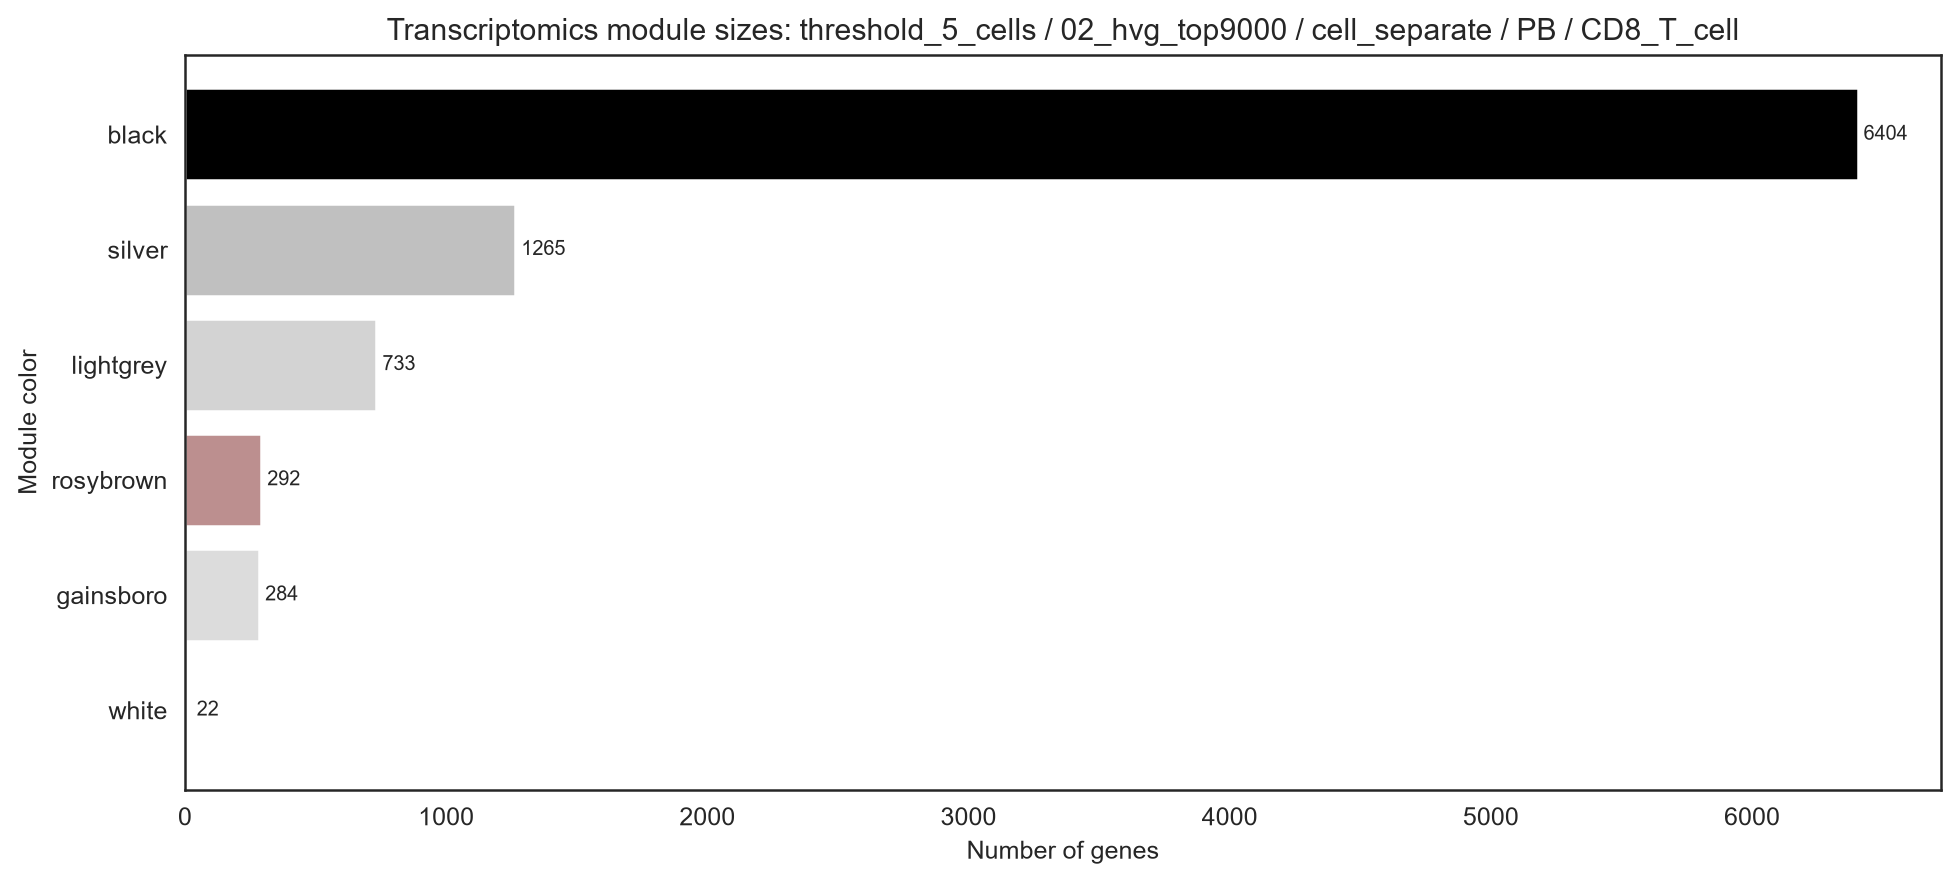 Transcriptomics module sizes: threshold_5_cells / 02_hvg_top9000 / cell_separate / PB / CD8_T_cell
Module color
black
6404
silver
1265
lightgrey
733
rosybrown
292
gainsboro
284
white
22
0
1000
2000
3000
4000
5000
6000
Number of genes